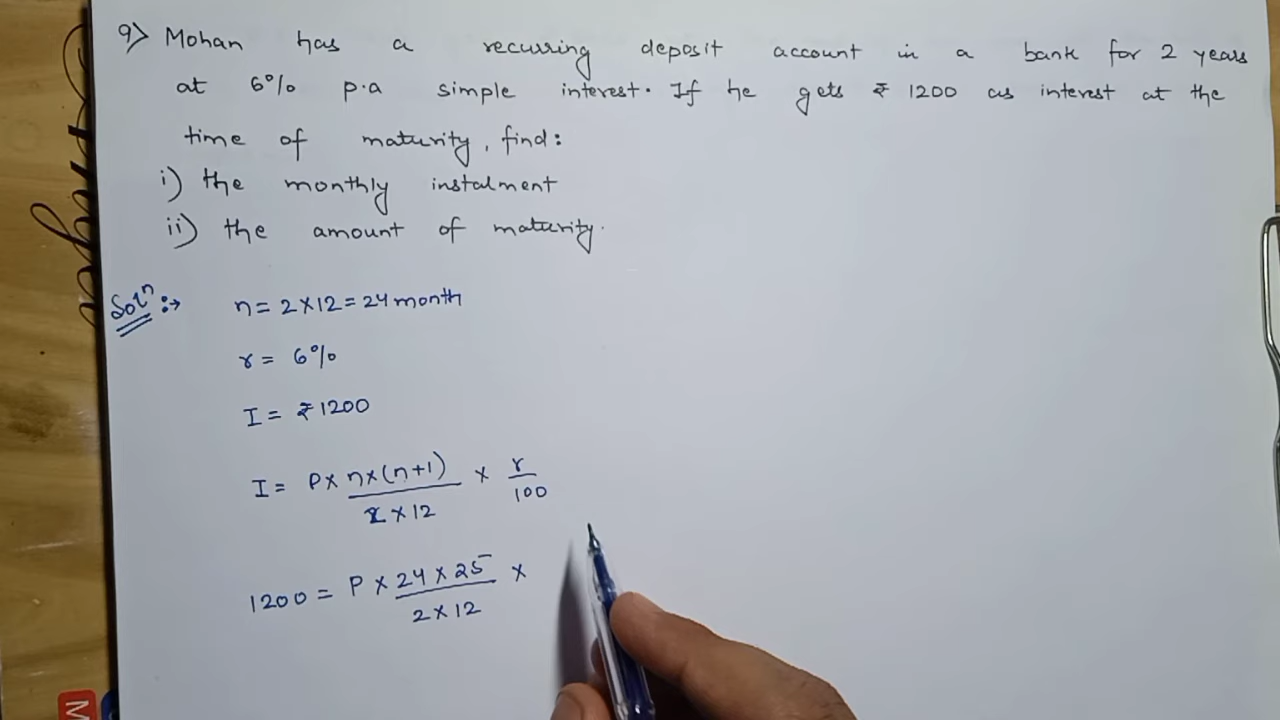 9) Mohan has a recurring deposit account in a bank for 2 years
at 6% p.a simple interest. If he gets ₹ 1200 as interest at the
time of maturity, find:
i) the monthly instalment
ii) the amount of maturity.
Solⁿ :→ n = 2×12 = 24 month
r = 6%
I = ₹1200
I = P× n×(n+1) / 2×12 × r/100
1200 = P × 24×25 / 2×12 ×
M